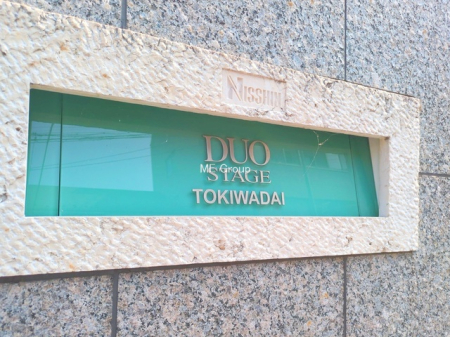 NISSHIN
DUO
STAGE
MF Group
TOKIWADAI